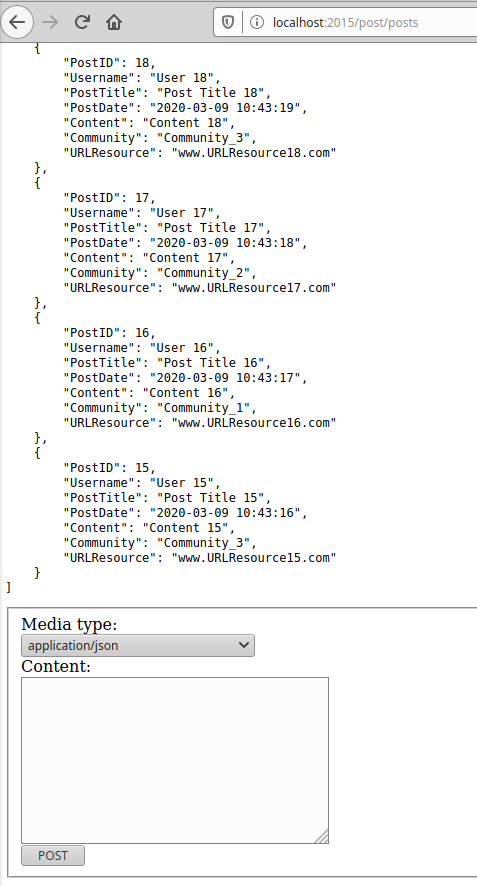 localhost:2015/post/posts
{
"PostID": 18,
"Username": "User 18",
"PostTitle": "Post Title 18",
"PostDate": "2020-03-09 10:43:19",
"Content": "Content 18",
"Community": "Community_3",
"URLResource": "www.URLResource18.com"
},
{
"PostID": 17,
"Username": "User 17",
"PostTitle": "Post Title 17",
"PostDate": "2020-03-09 10:43:18",
"Content": "Content 17",
"Community": "Community_2",
"URLResource": "www.URLResource17.com"
},
{
"PostID": 16,
"Username": "User 16",
"PostTitle": "Post Title 16",
"PostDate": "2020-03-09 10:43:17",
"Content": "Content 16",
"Community": "Community_1",
"URLResource": "www.URLResource16.com"
},
{
"PostID": 15,
"Username": "User 15",
"PostTitle": "Post Title 15",
"PostDate": "2020-03-09 10:43:16",
"Content": "Content 15",
"Community": "Community_3",
"URLResource": "www.URLResource15.com"
}
]
Media type:
application/json
Content:
POST